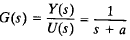 G(s) = Y(s)/U(s) = 1/(s + a)